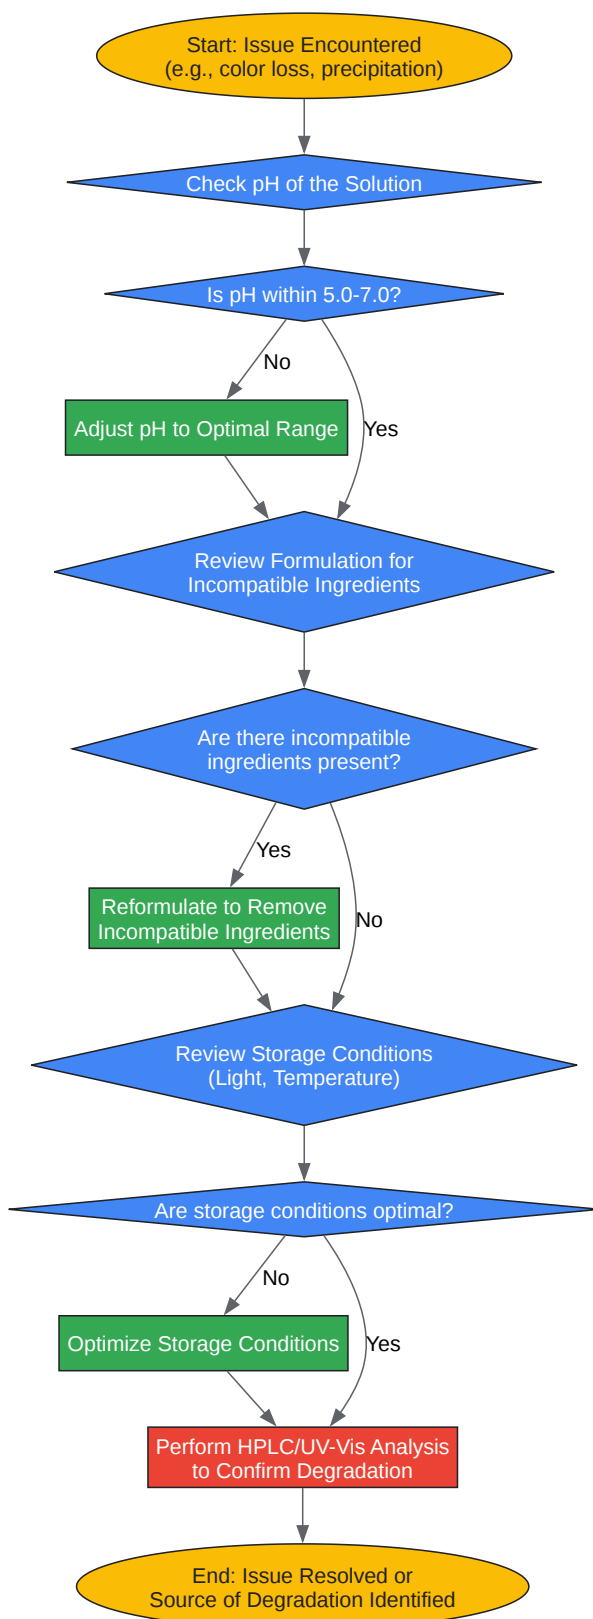 Start: Issue Encountered
(e.g., color loss, precipitation)
Check pH of the Solution
Is pH within 5.0-7.0?
No
Yes
Adjust pH to Optimal Range
Review Formulation for
Incompatible Ingredients
Are there incompatible
ingredients present?
Yes
No
Reformulate to Remove
Incompatible Ingredients
Review Storage Conditions
(Light, Temperature)
Are storage conditions optimal?
No
Yes
Optimize Storage Conditions
Perform HPLC/UV-Vis Analysis
to Confirm Degradation
End: Issue Resolved or
Source of Degradation Identified